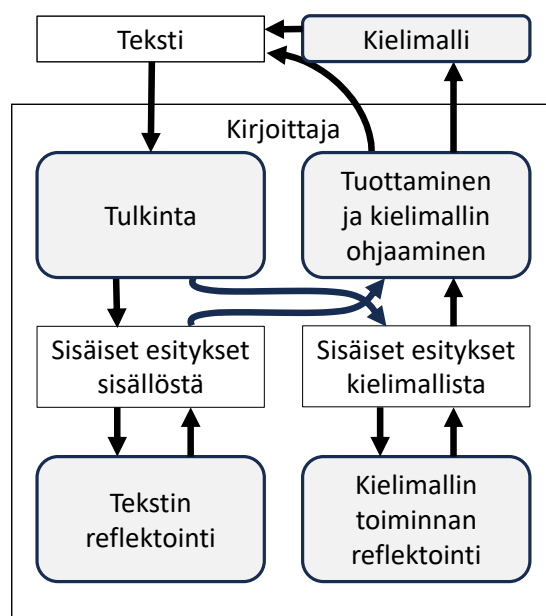 Teksti
Kielimalli
Kirjoittaja
Tulkinta
Tuottaminen
ja kielimallin
ohjaaminen
Sisäiset esitykset
sisällöstä
Sisäiset esitykset
kielimallista
Tekstin
reflektointi
Kielimallin
toiminnan
reflektointi